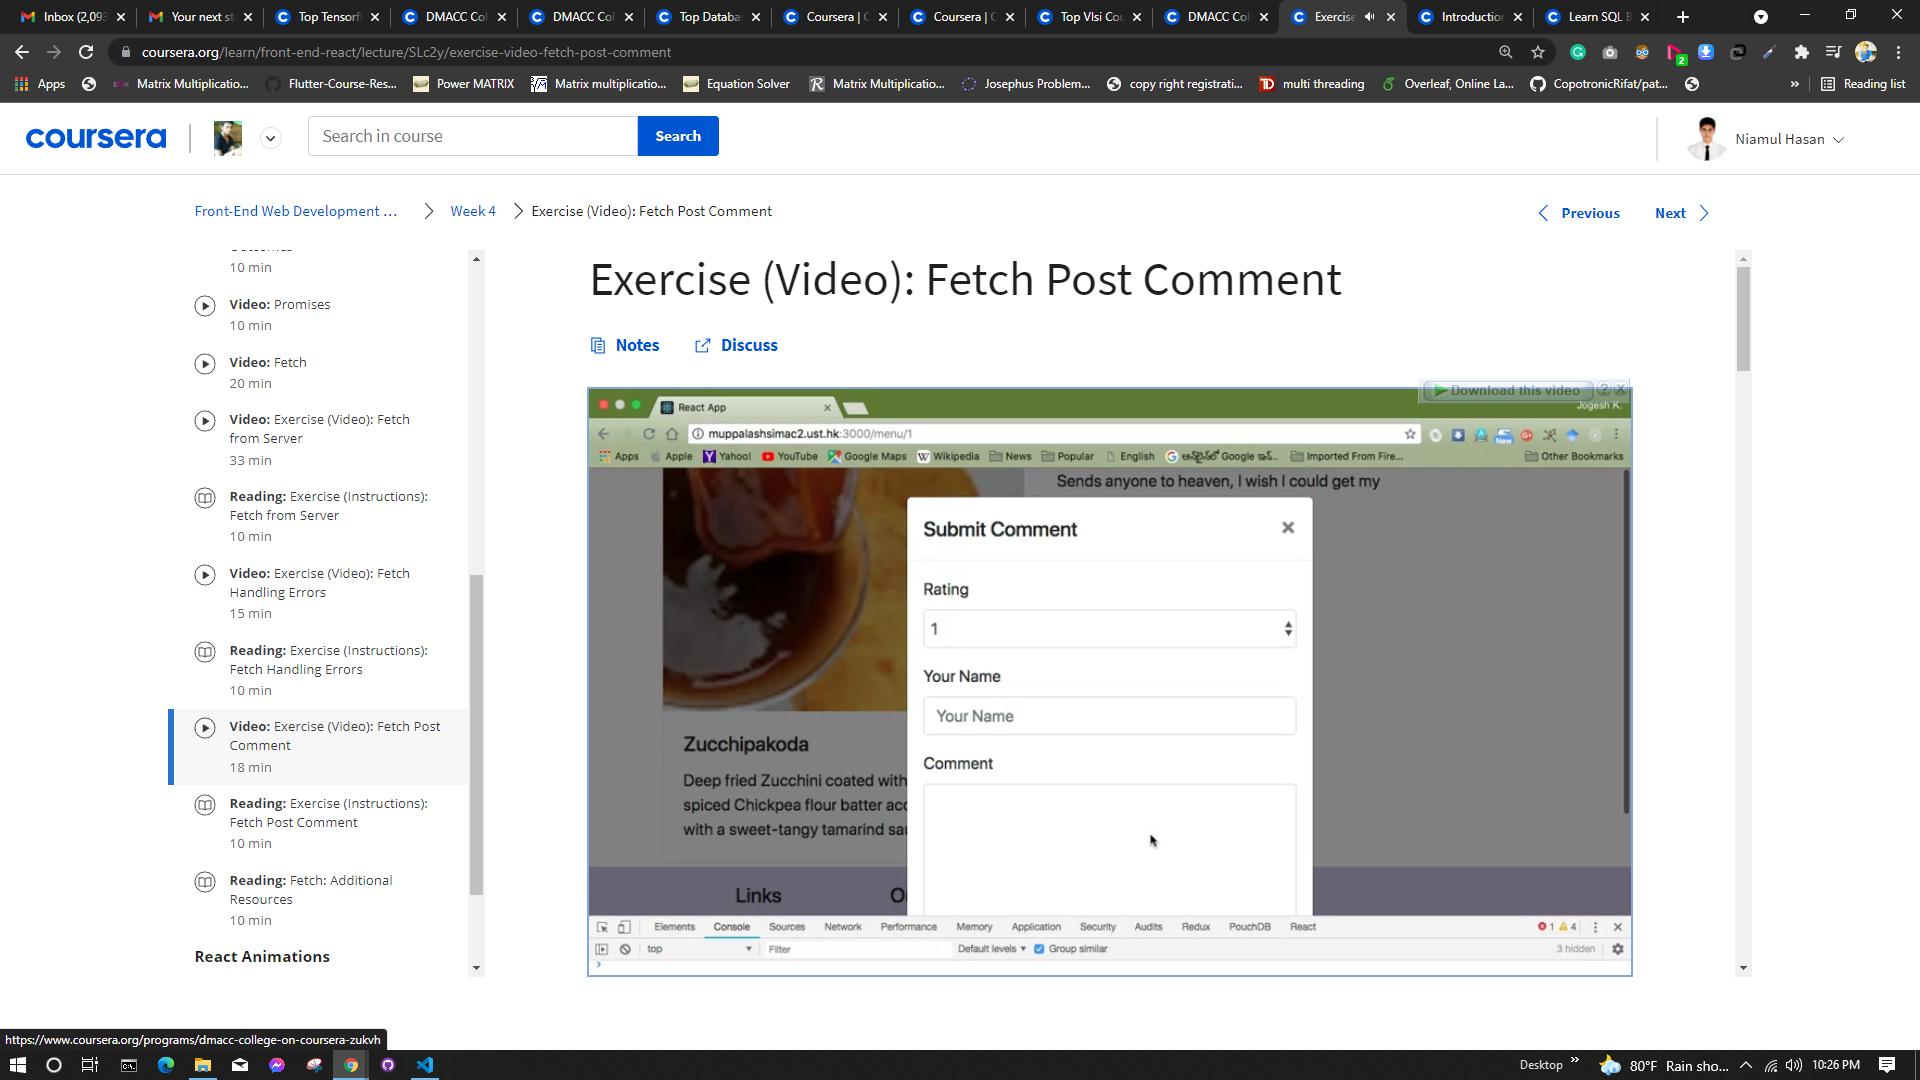 Inbox (2,093
Your next st
Top Tensorfl
DMACC Col
DMACC Col
Top Databa
Coursera | C
Coursera | C
Top Vlsi Cou
DMACC Col
Exercise
Introduction
Learn SQL B
coursera.org/learn/front-end-react/lecture/SLc2y/exercise-video-fetch-post-comment
Apps
Matrix Multiplicatio...
Flutter-Course-Res...
Power MATRIX
Matrix multiplicatio...
Equation Solver
Matrix Multiplicatio...
Josephus Problem...
copy right registrati...
multi threading
Overleaf, Online La...
CopotronicRifat/pat...
Reading list
coursera
Search in course
Search
Niamul Hasan
Front-End Web Development ...
Week 4
Exercise (Video): Fetch Post Comment
Previous
Next
10 min
Video: Promises
10 min
Video: Fetch
20 min
Video: Exercise (Video): Fetch
from Server
33 min
Reading: Exercise (Instructions):
Fetch from Server
10 min
Video: Exercise (Video): Fetch
Handling Errors
15 min
Reading: Exercise (Instructions):
Fetch Handling Errors
10 min
Video: Exercise (Video): Fetch Post
Comment
18 min
Reading: Exercise (Instructions):
Fetch Post Comment
10 min
Reading: Fetch: Additional
Resources
10 min
React Animations
Exercise (Video): Fetch Post Comment
Notes
Discuss
Download this video
React App
Jogesh K.
muppalashsimac2.ust.hk:3000/menu/1
Apps
Apple
Yahoo!
YouTube
Google Maps
Wikipedia
News
Popular
English
Imported From Fire...
Other Bookmarks
Sends anyone to heaven, I wish I could get my
Submit Comment
Rating
1
Your Name
Your Name
Comment
Zucchipakoda
Deep fried Zucchini coated with
spiced Chickpea flour batter acc
with a sweet-tangy tamarind sau
Links
Elements
Console
Sources
Network
Performance
Memory
Application
Security
Audits
Redux
PouchDB
React
1
4
top
Filter
Default levels
Group similar
3 hidden
https://www.coursera.org/programs/dmacc-college-on-coursera-zukvh
Desktop
80°F Rain sho...
10:26 PM